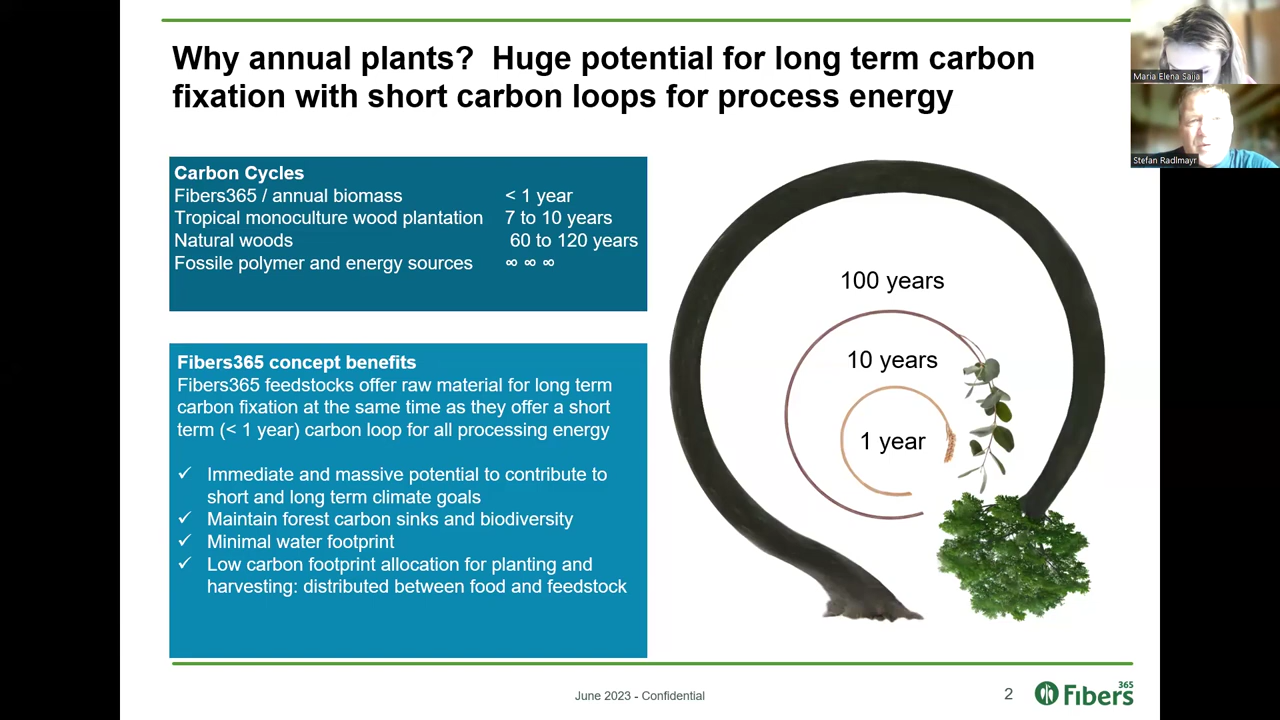 Why annual plants?  Huge potential for long term carbon
fixation with short carbon loops for process energy
Carbon Cycles
Fibers365 / annual biomass < 1 year
Tropical monoculture wood plantation 7 to 10 years
Natural woods 60 to 120 years
Fossile polymer and energy sources ∞ ∞ ∞
Fibers365 concept benefits
Fibers365 feedstocks offer raw material for long term
carbon fixation at the same time as they offer a short
term (< 1 year) carbon loop for all processing energy
✓ Immediate and massive potential to contribute to
short and long term climate goals
✓ Maintain forest carbon sinks and biodiversity
✓ Minimal water footprint
✓ Low carbon footprint allocation for planting and
harvesting: distributed between food and feedstock
100 years
10 years
1 year
June 2023 - Confidential
2
Fibers 365
Maria Elena Saija
Stefan Radlmayr